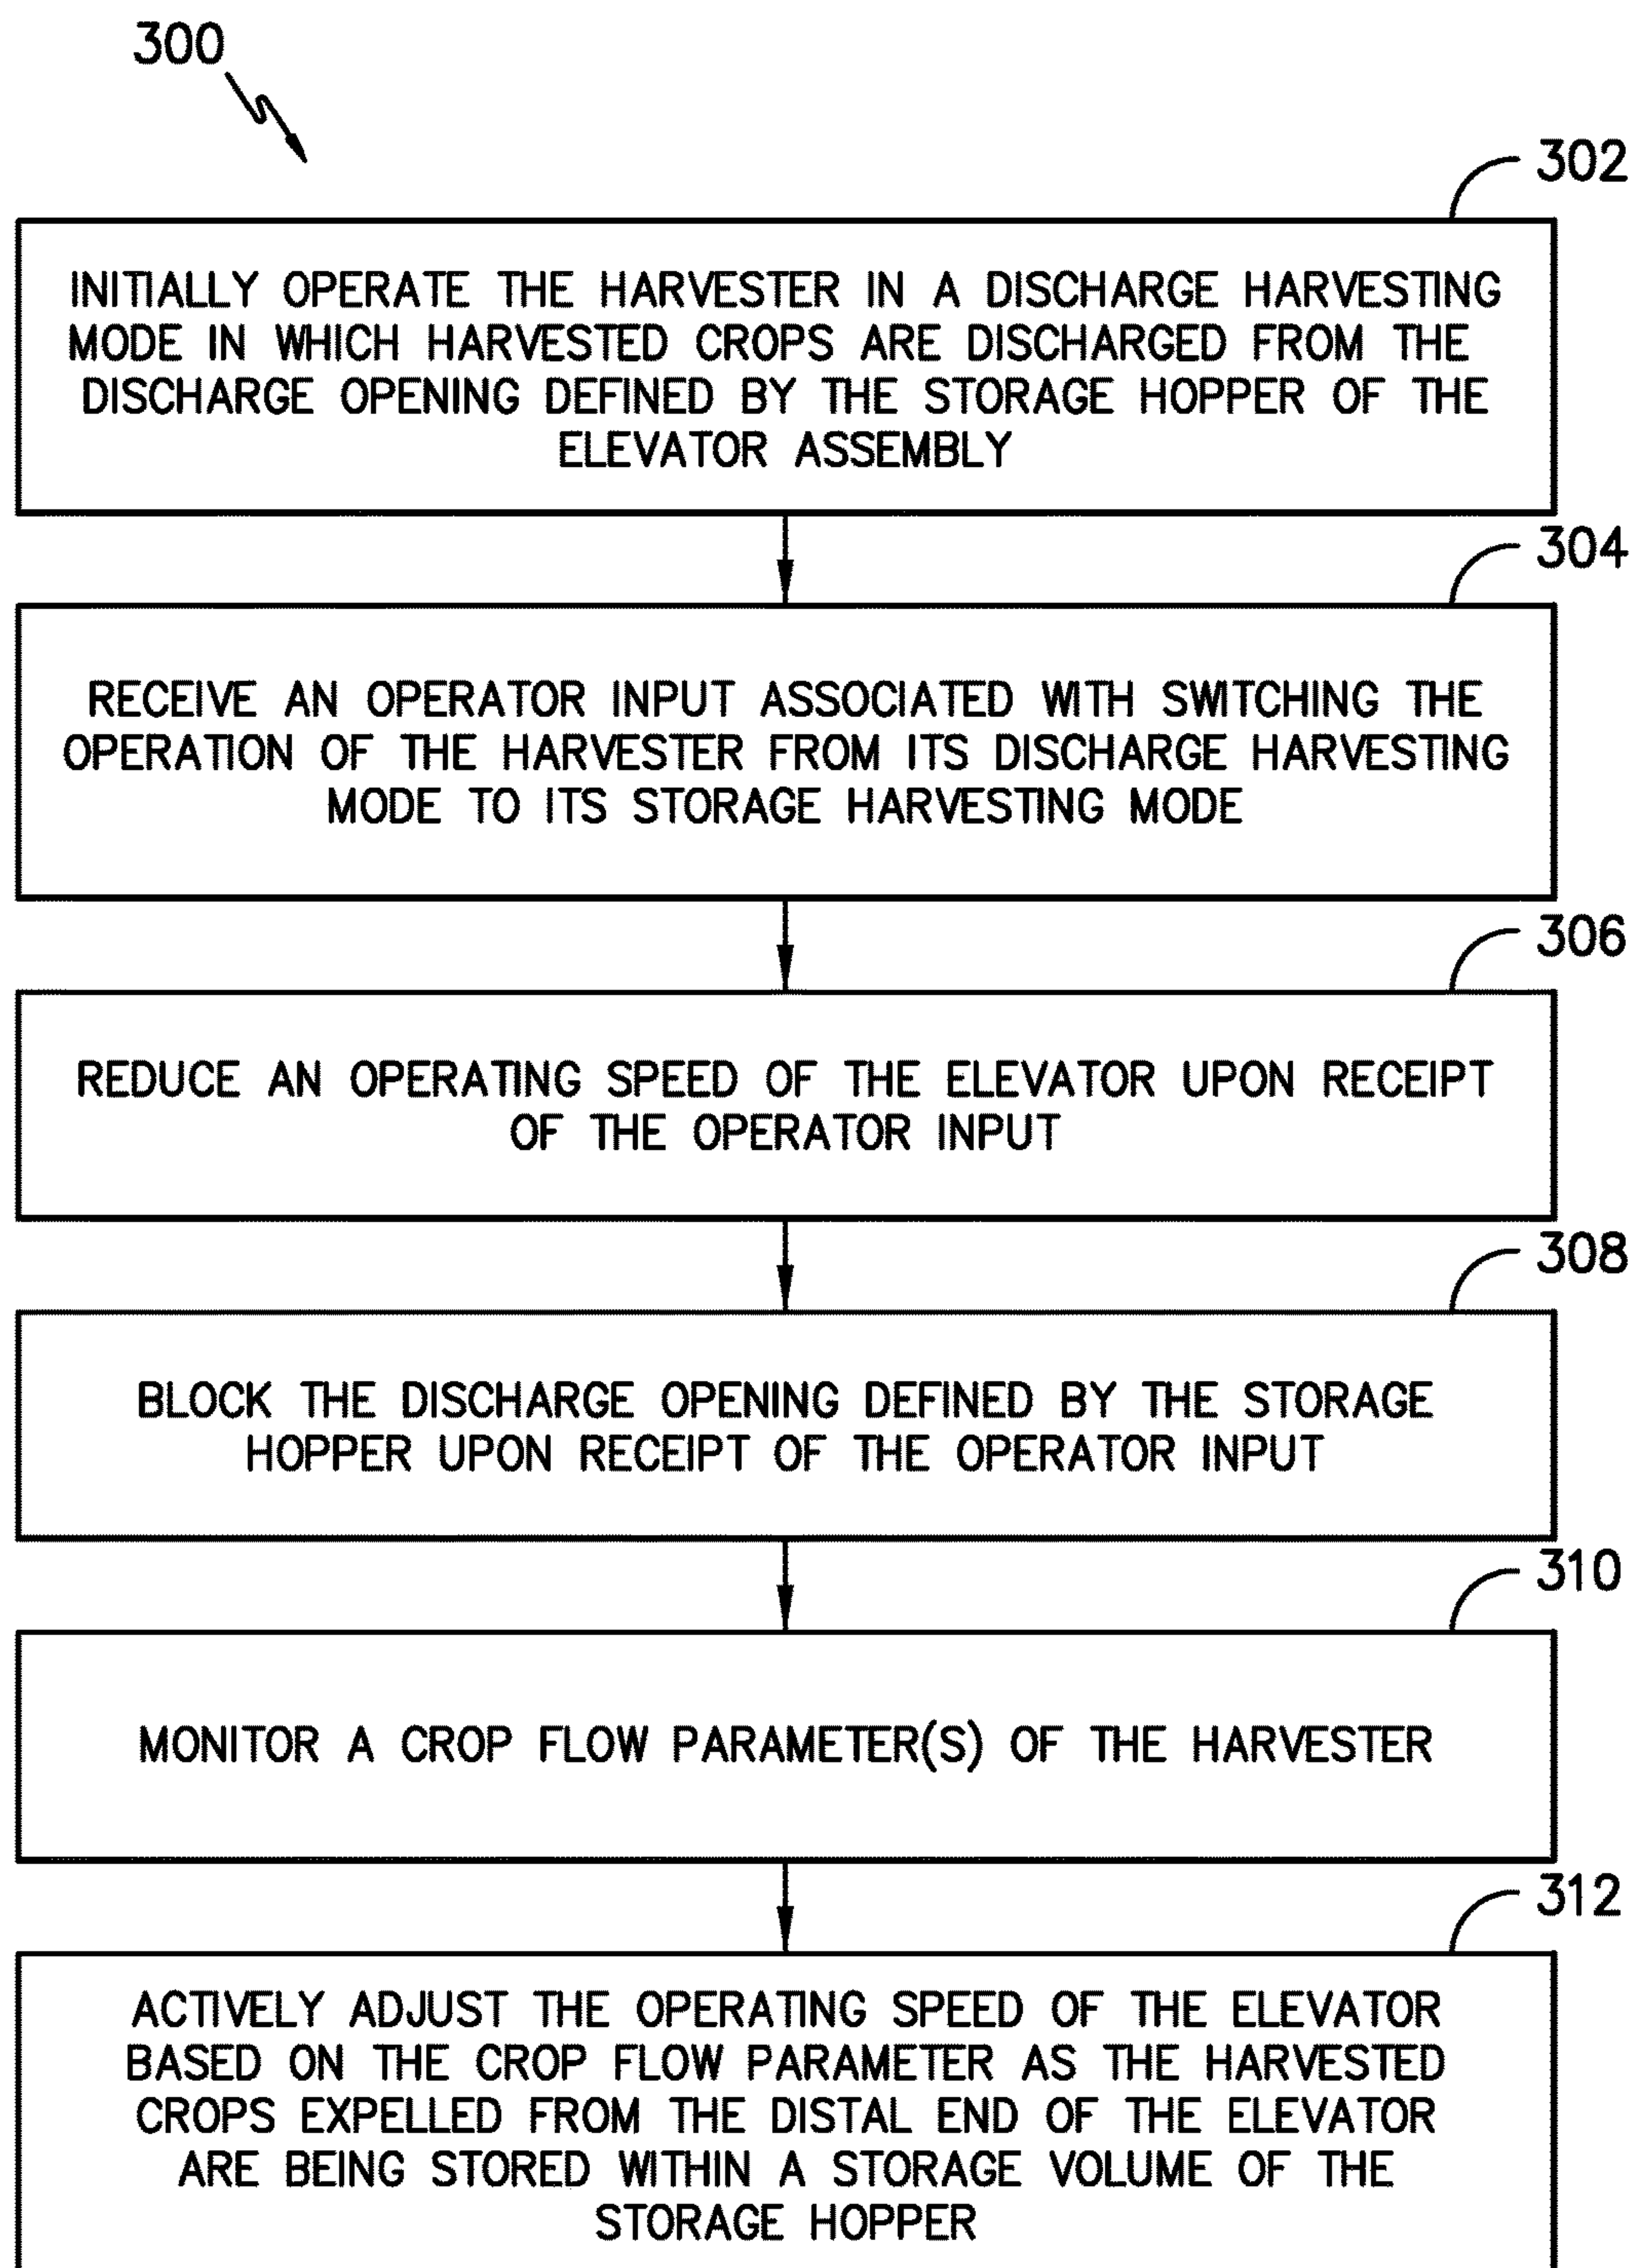 300
302
INITIALLY OPERATE THE HARVESTER IN A DISCHARGE HARVESTING
MODE IN WHICH HARVESTED CROPS ARE DISCHARGED FROM THE
DISCHARGE OPENING DEFINED BY THE STORAGE HOPPER OF THE
ELEVATOR ASSEMBLY
304
RECEIVE AN OPERATOR INPUT ASSOCIATED WITH SWITCHING THE
OPERATION OF THE HARVESTER FROM ITS DISCHARGE HARVESTING
MODE TO ITS STORAGE HARVESTING MODE
306
REDUCE AN OPERATING SPEED OF THE ELEVATOR UPON RECEIPT
OF THE OPERATOR INPUT
308
BLOCK THE DISCHARGE OPENING DEFINED BY THE STORAGE
HOPPER UPON RECEIPT OF THE OPERATOR INPUT
310
MONITOR A CROP FLOW PARAMETER(S) OF THE HARVESTER
312
ACTIVELY ADJUST THE OPERATING SPEED OF THE ELEVATOR
BASED ON THE CROP FLOW PARAMETER AS THE HARVESTED
CROPS EXPELLED FROM THE DISTAL END OF THE ELEVATOR
ARE BEING STORED WITHIN A STORAGE VOLUME OF THE
STORAGE HOPPER